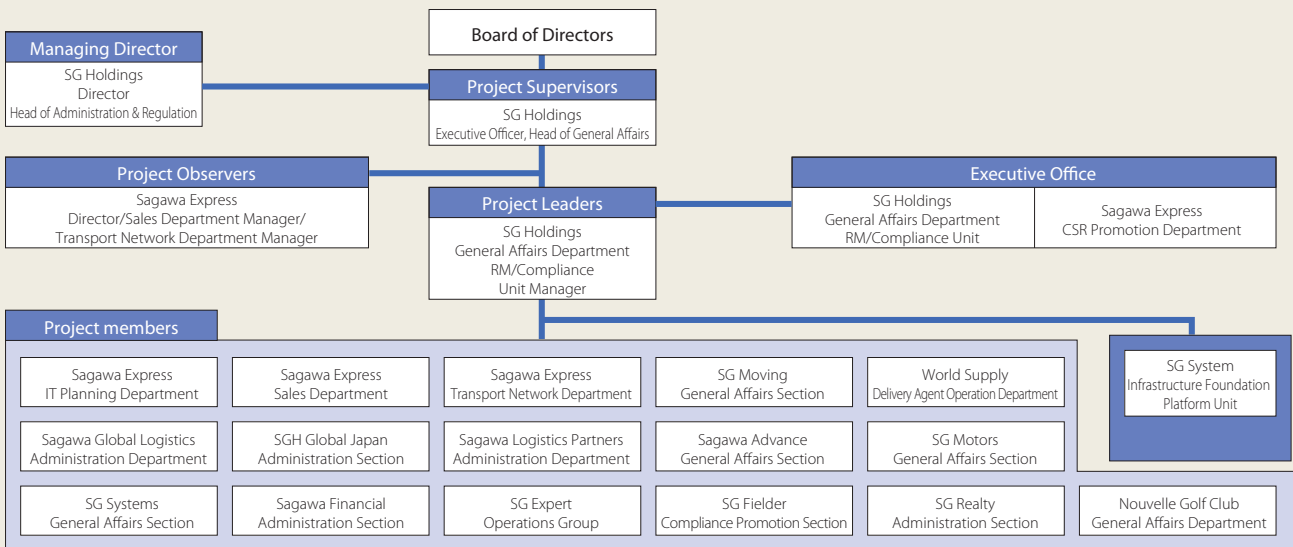 Board of Directors
Managing Director
SG Holdings
Director
Head of Administration & Regulation
Project Supervisors
SG Holdings
Executive Officer, Head of General Affairs
Project Observers
Sagawa Express
Director/Sales Department Manager/
Transport Network Department Manager
Project Leaders
SG Holdings
General Affairs Department
RM/Compliance
Unit Manager
Executive Office
SG Holdings
General Affairs Department
RM/Compliance Unit
Sagawa Express
CSR Promotion Department
Project members
Sagawa Express
IT Planning Department
Sagawa Express
Sales Department
Sagawa Express
Transport Network Department
SG Moving
General Affairs Section
World Supply
Delivery Agent Operation Department
SG System
Infrastructure Foundation
Platform Unit
Sagawa Global Logistics
Administration Department
SGH Global Japan
Administration Section
Sagawa Logistics Partners
Administration Department
Sagawa Advance
General Affairs Section
SG Motors
General Affairs Section
SG Systems
General Affairs Section
Sagawa Financial
Administration Section
SG Expert
Operations Group
SG Fielder
Compliance Promotion Section
SG Realty
Administration Section
Nouvelle Golf Club
General Affairs Department